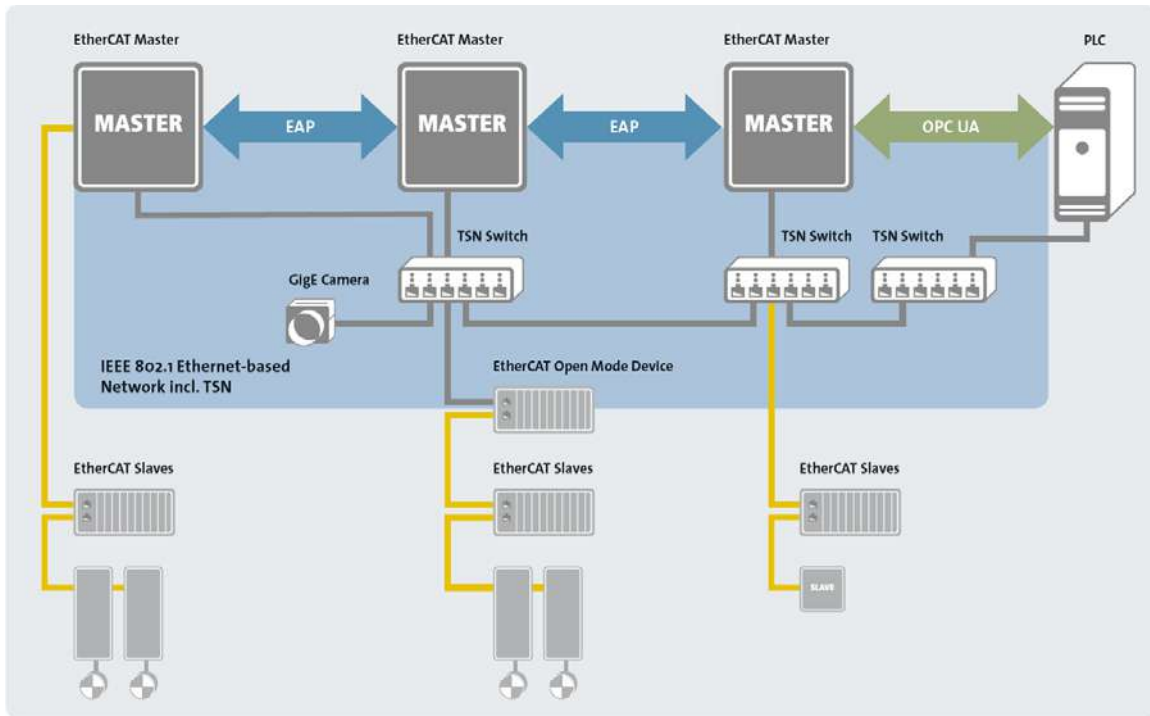 EtherCAT Master
EtherCAT Master
EtherCAT Master
PLC
MASTER
EAP
MASTER
EAP
MASTER
OPC UA
TSN Switch
TSN Switch
TSN Switch
GigE Camera
IEEE 802.1 Ethernet-based
Network incl. TSN
EtherCAT Open Mode Device
EtherCAT Slaves
EtherCAT Slaves
EtherCAT Slaves
SLAVE